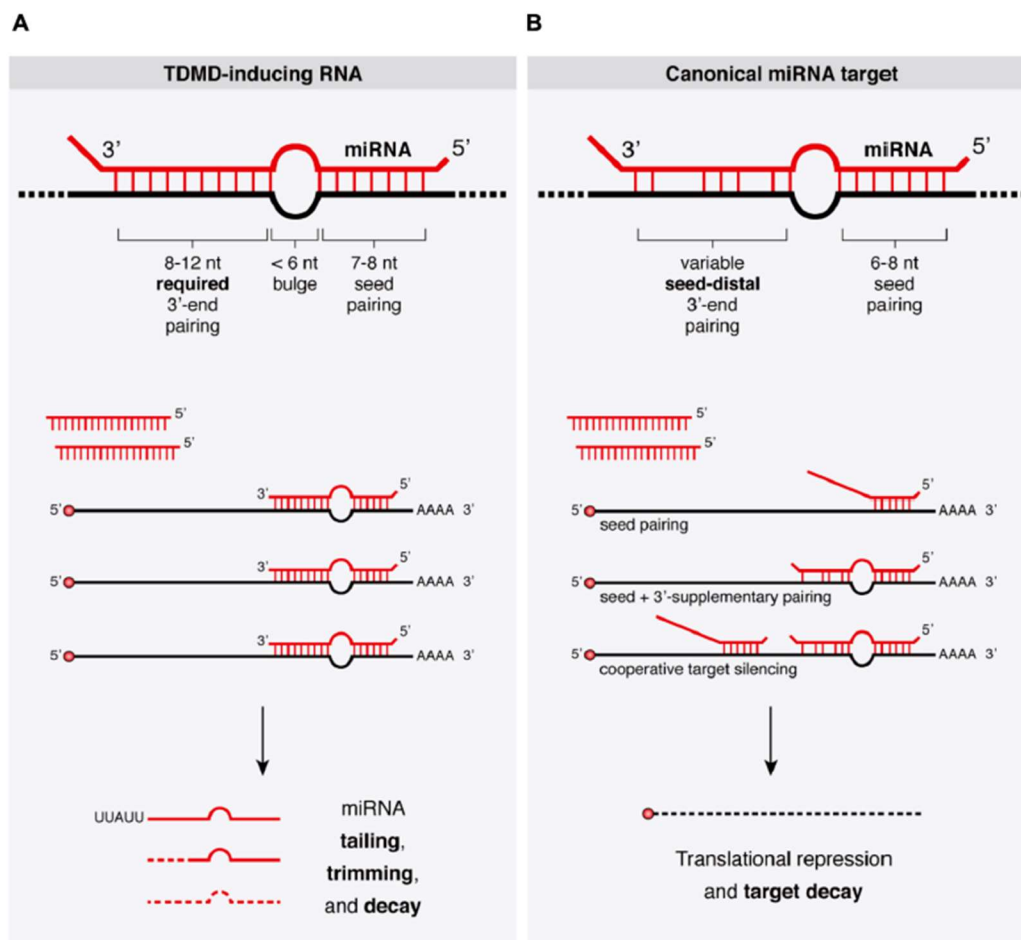 A
TDMD-inducing RNA
3’
miRNA
5’
8-12 nt
required
3’-end
pairing
< 6 nt
bulge
7-8 nt
seed
pairing
5’
5’
3’
5’
5’
AAAA 3’
3’
5’
5’
AAAA 3’
3’
5’
5’
AAAA 3’
UUAUU
miRNA
tailing,
trimming,
and decay
B
Canonical miRNA target
3’
miRNA
5’
variable
seed-distal
3’-end
pairing
6-8 nt
seed
pairing
5’
5’
5’
5’
AAAA 3’
seed pairing
5’
5’
AAAA 3’
seed + 3’-supplementary pairing
5’
5’
AAAA 3’
cooperative target silencing
Translational repression
and target decay